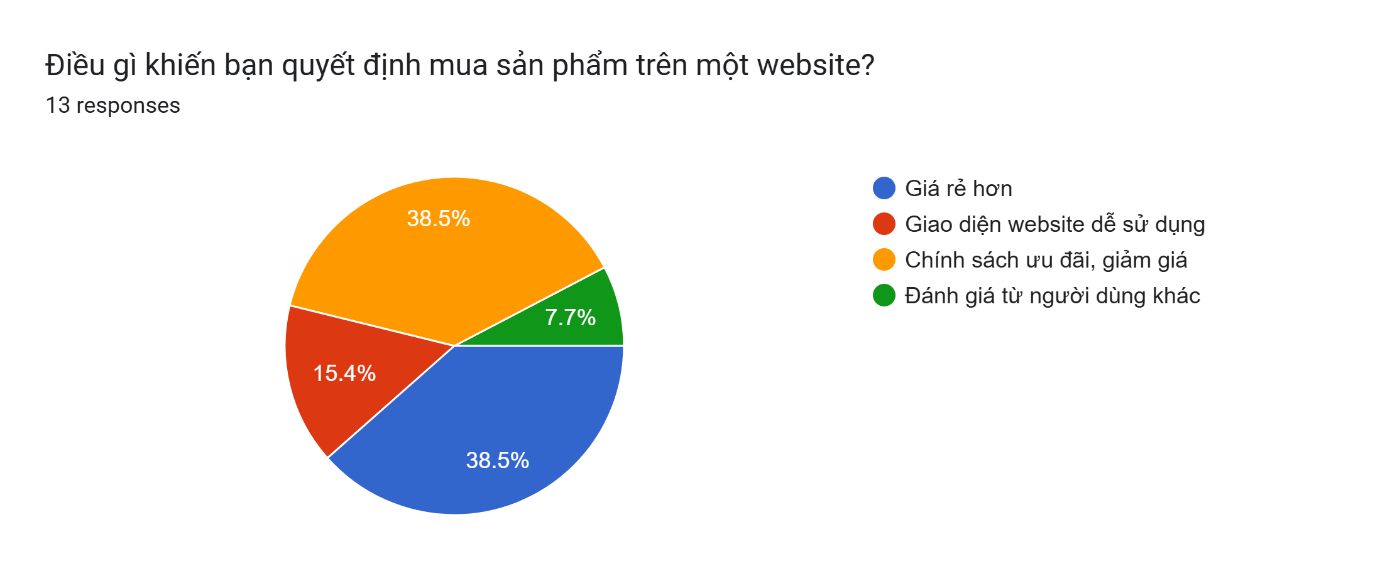 Điều gì khiến bạn quyết định mua sản phẩm trên một website?
13 responses
38.5%
7.7%
15.4%
38.5%
Giá rẻ hơn
Giao diện website dễ sử dụng
Chính sách ưu đãi, giảm giá
Đánh giá từ người dùng khác